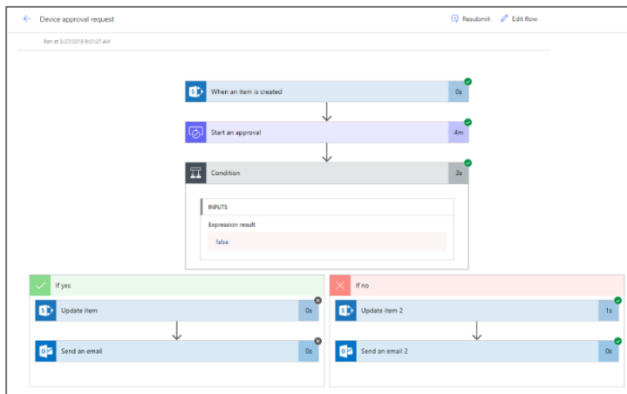 Device approval request
Resubmit
Edit flow
Ran at 5/27/2019 9:01:27 AM
When an item is created
0s
Start an approval
4m
Condition
3s
INPUTS
Expression result
false
If yes
If no
Update item
0s
Update item 2
1s
Send an email
0s
Send an email 2
0s